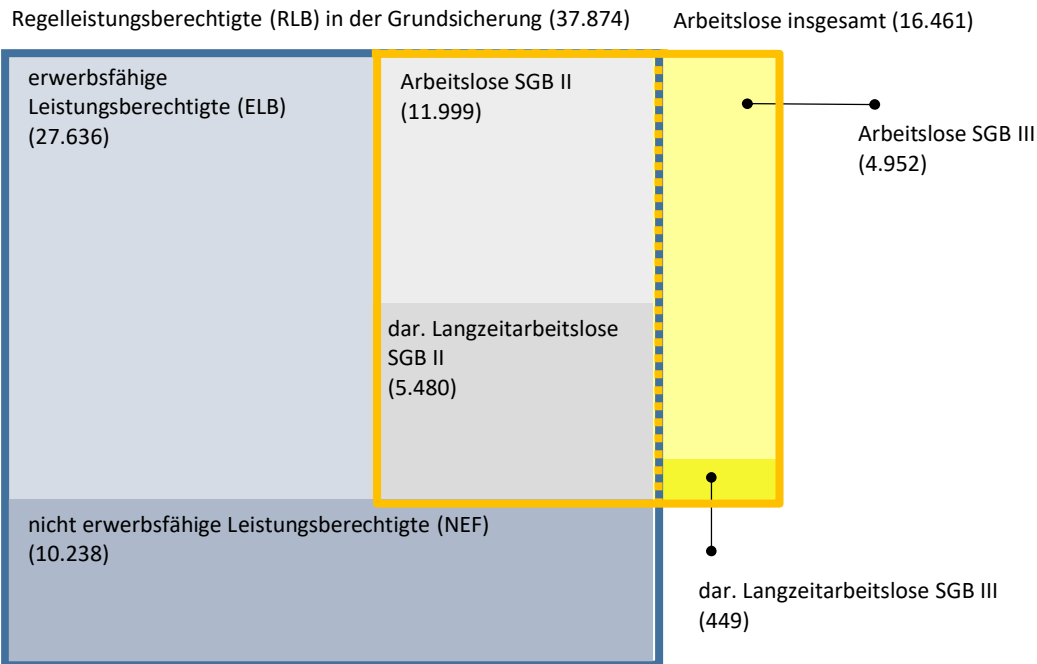 Regelleistungsberechtigte (RLB) in der Grundsicherung (37.874)
Arbeitslose insgesamt (16.461)
erwerbsfähige
Leistungsberechtigte (ELB)
(27.636)
Arbeitslose SGB II
(11.999)
Arbeitslose SGB III
(4.952)
dar. Langzeitarbeitslose
SGB II
(5.480)
nicht erwerbsfähige Leistungsberechtigte (NEF)
(10.238)
dar. Langzeitarbeitslose SGB III
(449)